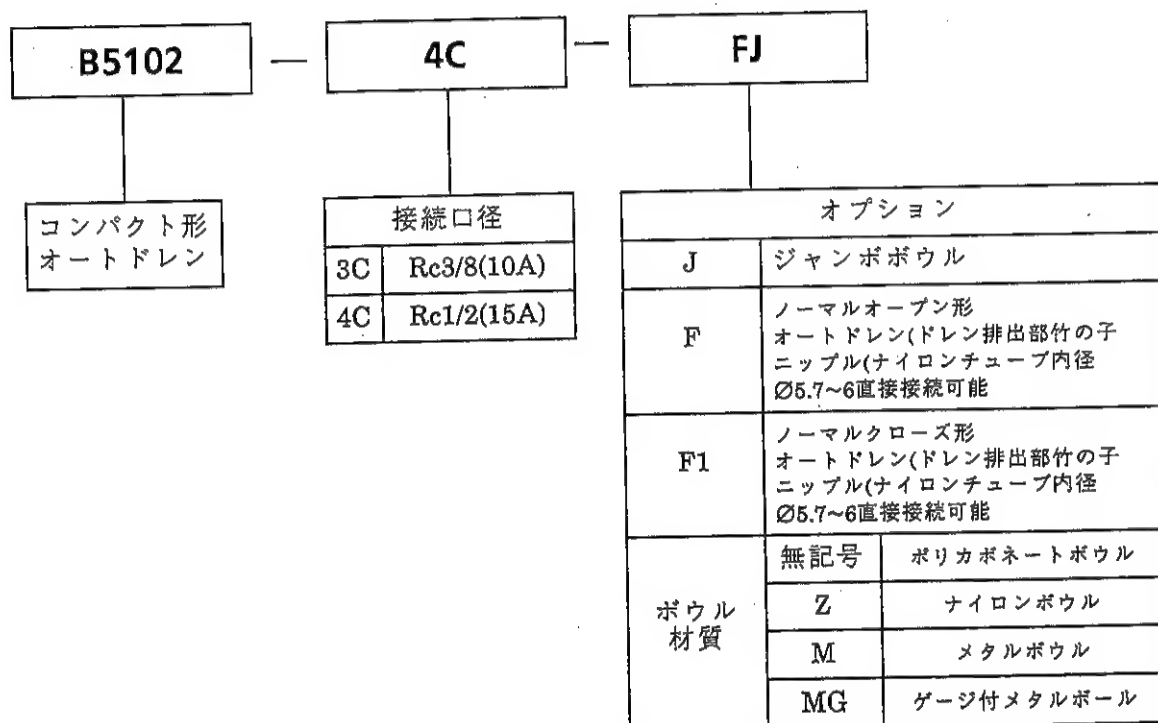 B5102 — 4C — FJ
コンパクト形
オートドレン
接続口径
3C Rc3/8(10A)
4C Rc1/2(15A)
オプション
J ジャンボボウル
F
ノーマルオープン形
オートドレン(ドレン排出部竹の子
ニップル(ナイロンチューブ内径
Ø5.7~6直接接続可能
F1
ノーマルクローズ形
オートドレン(ドレン排出部竹の子
ニップル(ナイロンチューブ内径
Ø5.7~6直接接続可能
ボウル
材質
無記号 ポリカボネートボウル
Z ナイロンボウル
M メタルボウル
MG ゲージ付メタルボール